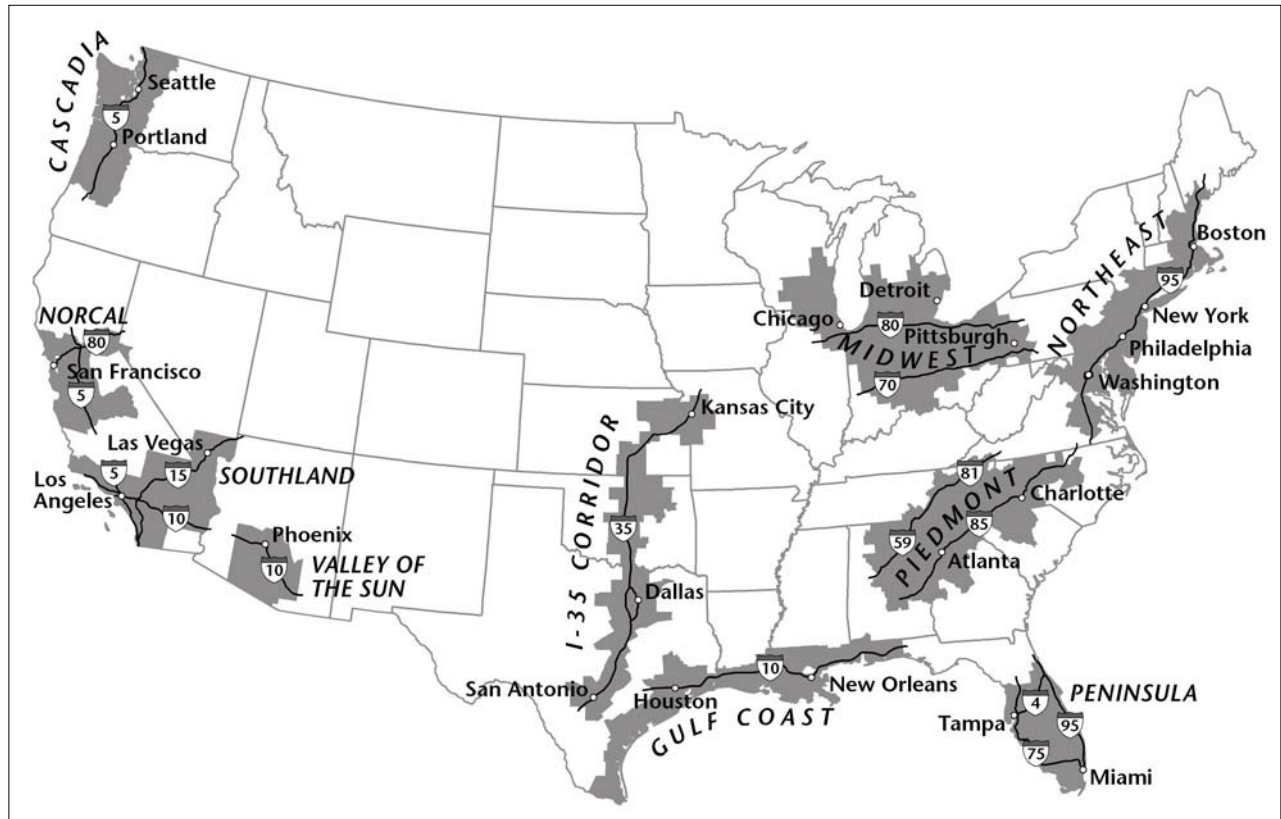 CASCADIA
Seattle
5
Portland
NORCAL
80
San Francisco
5
Las Vegas
Los
Angeles
5
15
SOUTHLAND
10
Phoenix
10
VALLEY OF
THE SUN
I-35 CORRIDOR
Kansas City
35
Dallas
San Antonio
Houston
10
New Orleans
GULF COAST
MIDWEST
Detroit
Chicago
80
Pittsburgh
70
NORTHEAST
Boston
95
New York
Philadelphia
Washington
PIEDMONT
81
Charlotte
85
59
Atlanta
PENINSULA
4
Tampa
95
75
Miami